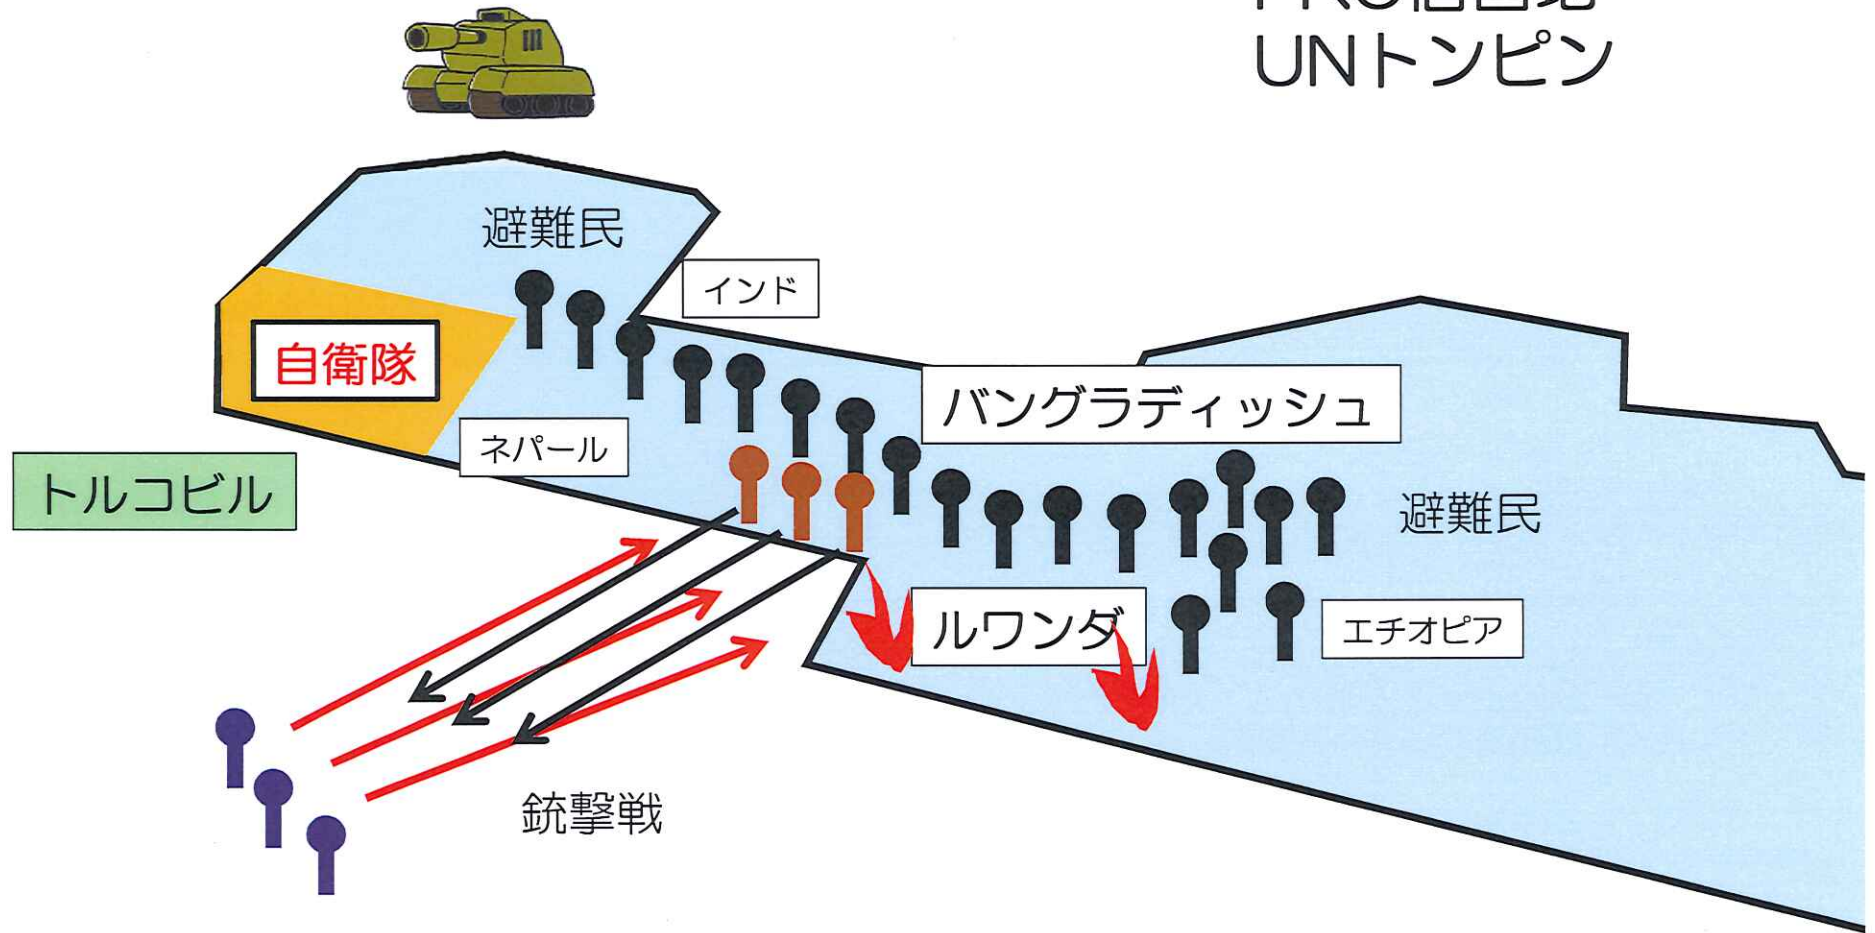 UNトンピン
避難民
インド
自衛隊
バングラディッシュ
ネパール
トルコビル
避難民
ルワンダ
エチオピア
銃撃戦